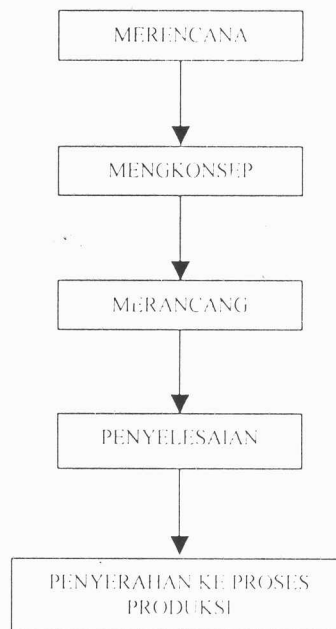 MERENCANA
MENGKONSEP
MERANCANG
PENYELESAIAN
PENYERAHAN KE PROSES
PRODUKSI